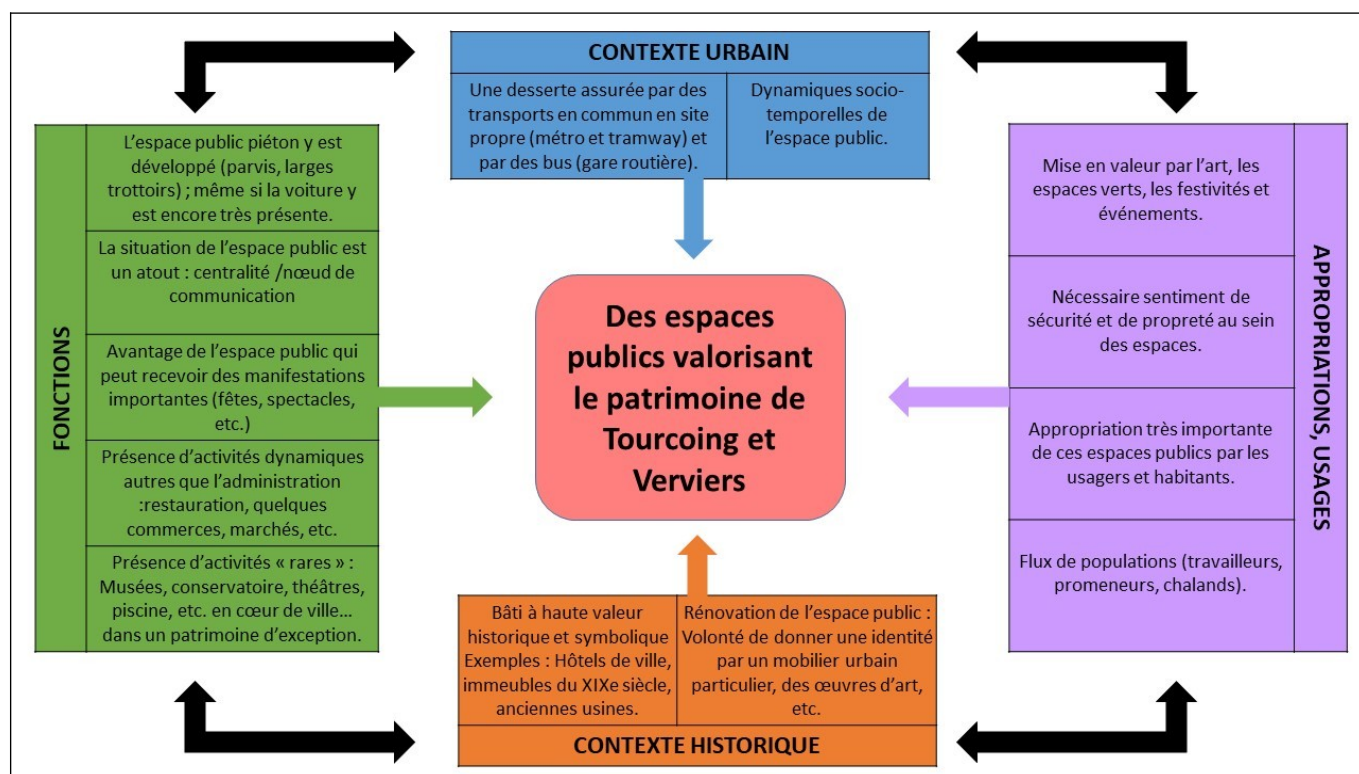 CONTEXTE URBAIN
Une desserte assurée par des
transports en commun en site
propre (métro et tramway) et
par des bus (gare routière).
Dynamiques socio-
temporelles de
l'espace public.
FONCTIONS
L'espace public piéton y est
développé (parvis, larges
trottoirs) ; même si la voiture y
est encore très présente.
La situation de l'espace public est
un atout : centralité /nœud de
communication
Avantage de l'espace public qui
peut recevoir des manifestations
importantes (fêtes, spectacles,
etc.)
Présence d'activités dynamiques
autres que l'administration
:restauration, quelques
commerces, marchés, etc.
Présence d'activités « rares » :
Musées, conservatoire, théâtres,
piscine, etc. en cœur de ville…
dans un patrimoine d'exception.
Des espaces
publics valorisant
le patrimoine de
Tourcoing et
Verviers
Mise en valeur par l'art, les
espaces verts, les festivités et
événements.
Nécessaire sentiment de
sécurité et de propreté au sein
des espaces.
Appropriation très importante
de ces espaces publics par les
usagers et habitants.
Flux de populations (travailleurs,
promeneurs, chalands).
APPROPRIATIONS, USAGES
Bâti à haute valeur
historique et symbolique
Exemples : Hôtels de ville,
immeubles du XIXe siècle,
anciennes usines.
Rénovation de l'espace public :
Volonté de donner une identité
par un mobilier urbain
particulier, des œuvres d'art,
etc.
CONTEXTE HISTORIQUE